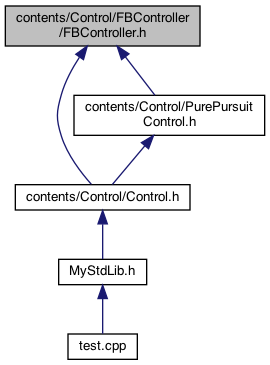 contents/Control/FBController
/FBController.h
contents/Control/PurePursuit
Control.h
contents/Control/Control.h
MyStdLib.h
test.cpp